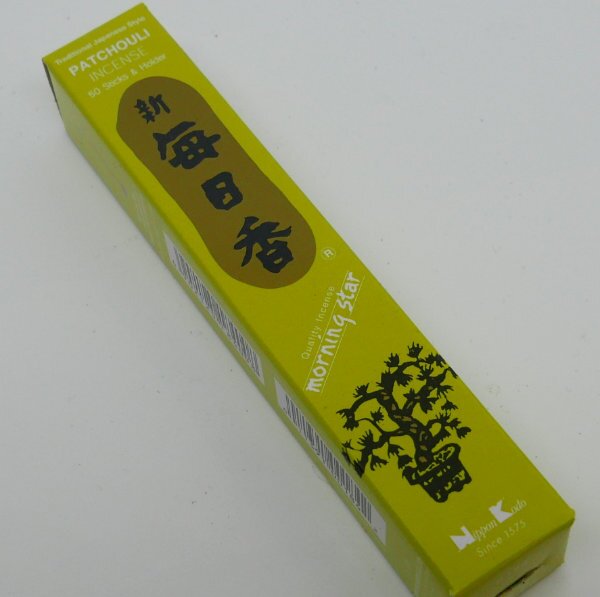 Traditional Japanese Style
PATCHOULI
INCENSE
50 Sticks & Holder
新
毎日香
®
Quality Incense
morning star
Nippon Kodo
Since 1575